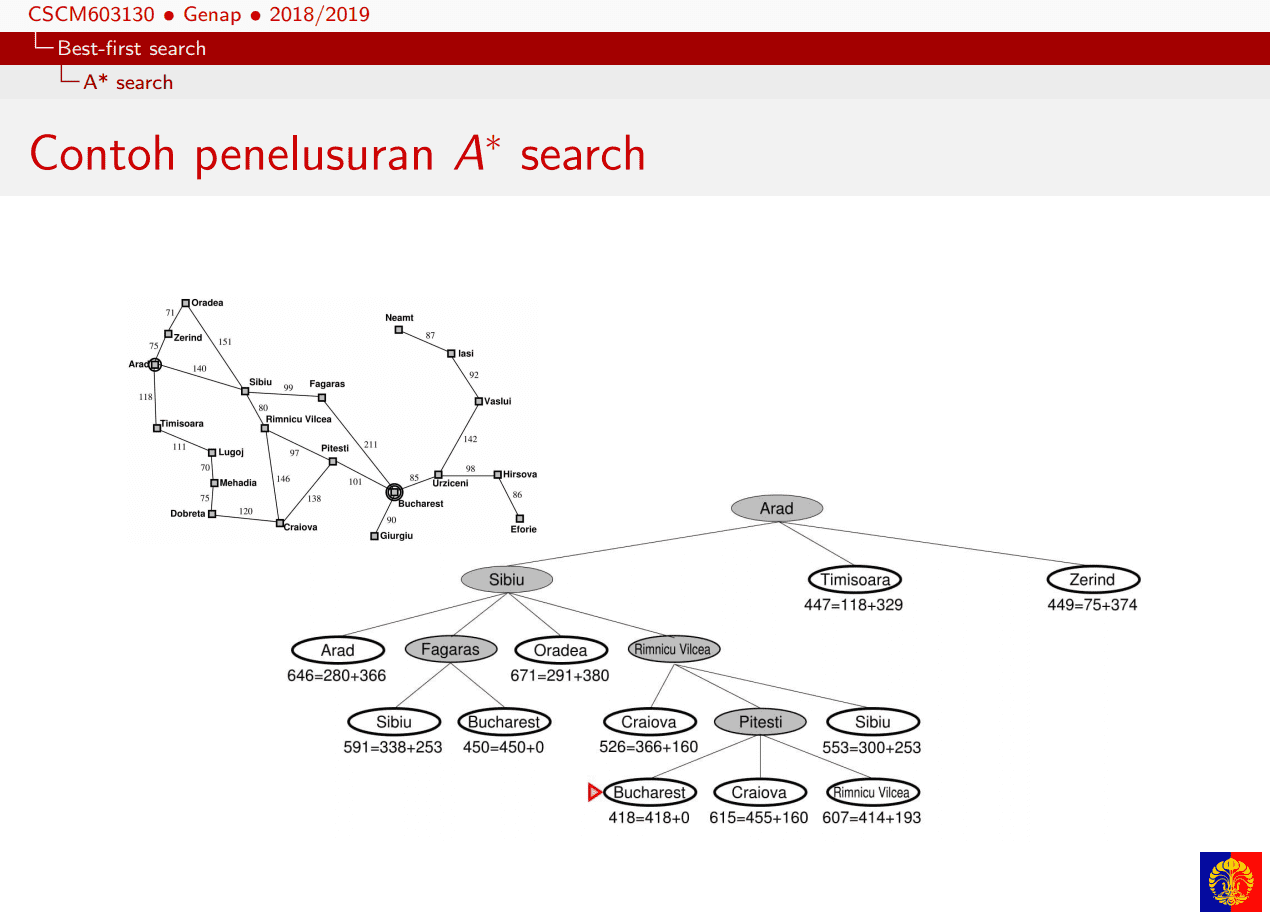 CSCM603130 • Genap • 2018/2019
Best-first search
A* search
Contoh penelusuran A* search
Oradea
71
Neamt
Zerind
87
151
75
Iasi
Arad
140
92
Sibiu
99
Fagaras
118
Vaslui
80
Timisoara
Rimnicu Vilcea
142
111
Lugoj
97
Pitesti
211
70
98
Hirsova
Mehadia
146
101
85
Urziceni
75
138
86
Bucharest
Dobreta
120
90
Craiova
Eforie
Giurgiu
Arad
Sibiu
Timisoara
Zerind
447=118+329
449=75+374
Arad
Fagaras
Oradea
Rimnicu Vilcea
646=280+366
671=291+380
Sibiu
Bucharest
Craiova
Pitesti
Sibiu
591=338+253
450=450+0
526=366+160
553=300+253
Bucharest
Craiova
Rimnicu Vilcea
418=418+0
615=455+160
607=414+193